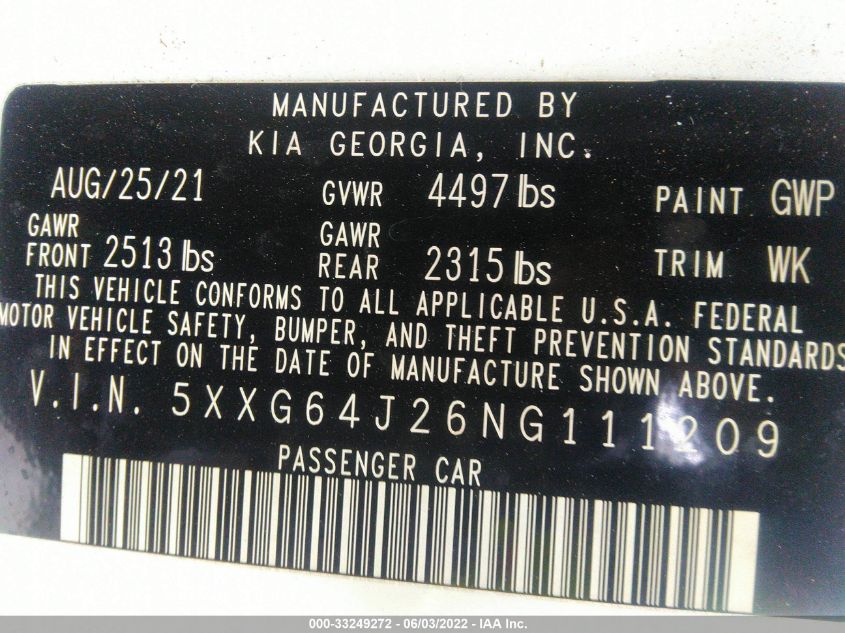 MANUFACTURED BY
KIA GEORGIA, INC.
AUG/25/21 GVWR 4497 lbs PAINT GWP
GAWR FRONT 2513 lbs GAWR REAR 2315 lbs TRIM WK
THIS VEHICLE CONFORMS TO ALL APPLICABLE U.S.A. FEDERAL
MOTOR VEHICLE SAFETY, BUMPER, AND THEFT PREVENTION STANDARDS
IN EFFECT ON THE DATE OF MANUFACTURE SHOWN ABOVE.
V.I.N. 5XXG64J26NG111209
PASSENGER CAR
000-33249272 - 06/03/2022 - IAA Inc.